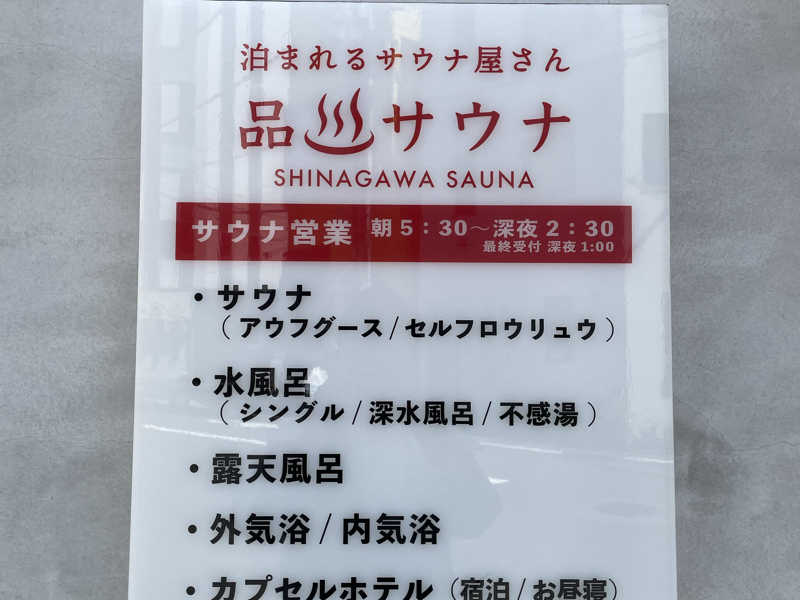 泊まれるサウナ屋さん
品♨サウナ
SHINAGAWA SAUNA
サウナ営業 朝5：30～深夜2：30
最終受付 深夜1:00
・サウナ
（アウフグース/セルフロウリュウ）
・水風呂
（シングル/深水風呂/不感湯）
・露天風呂
・外気浴/内気浴
・カプセルホテル（宿泊/お昼寝）